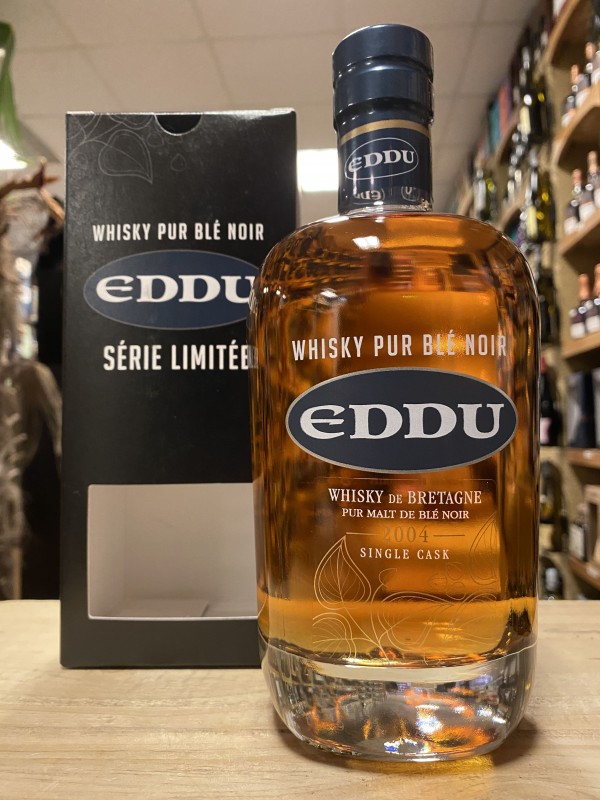 WHISKY PUR BLÉ NOIR
EDDU
SÉRIE LIMITÉE
EDDU
WHISKY PUR BLÉ NOIR
EDDU
WHISKY DE BRETAGNE
PUR MALT DE BLÉ NOIR
2004
SINGLE CASK